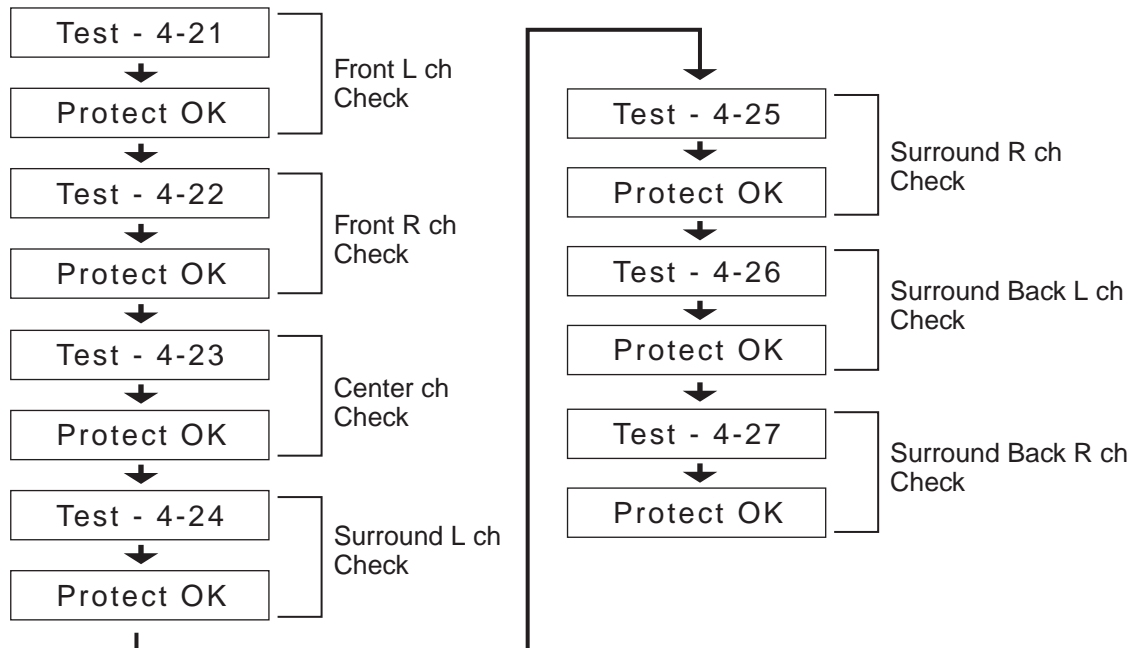 Test - 4-21
Protect OK
Front L ch
Check
Test - 4-22
Protect OK
Front R ch
Check
Test - 4-23
Protect OK
Center ch
Check
Test - 4-24
Protect OK
Surround L ch
Check
Test - 4-25
Protect OK
Surround R ch
Check
Test - 4-26
Protect OK
Surround Back L ch
Check
Test - 4-27
Protect OK
Surround Back R ch
Check